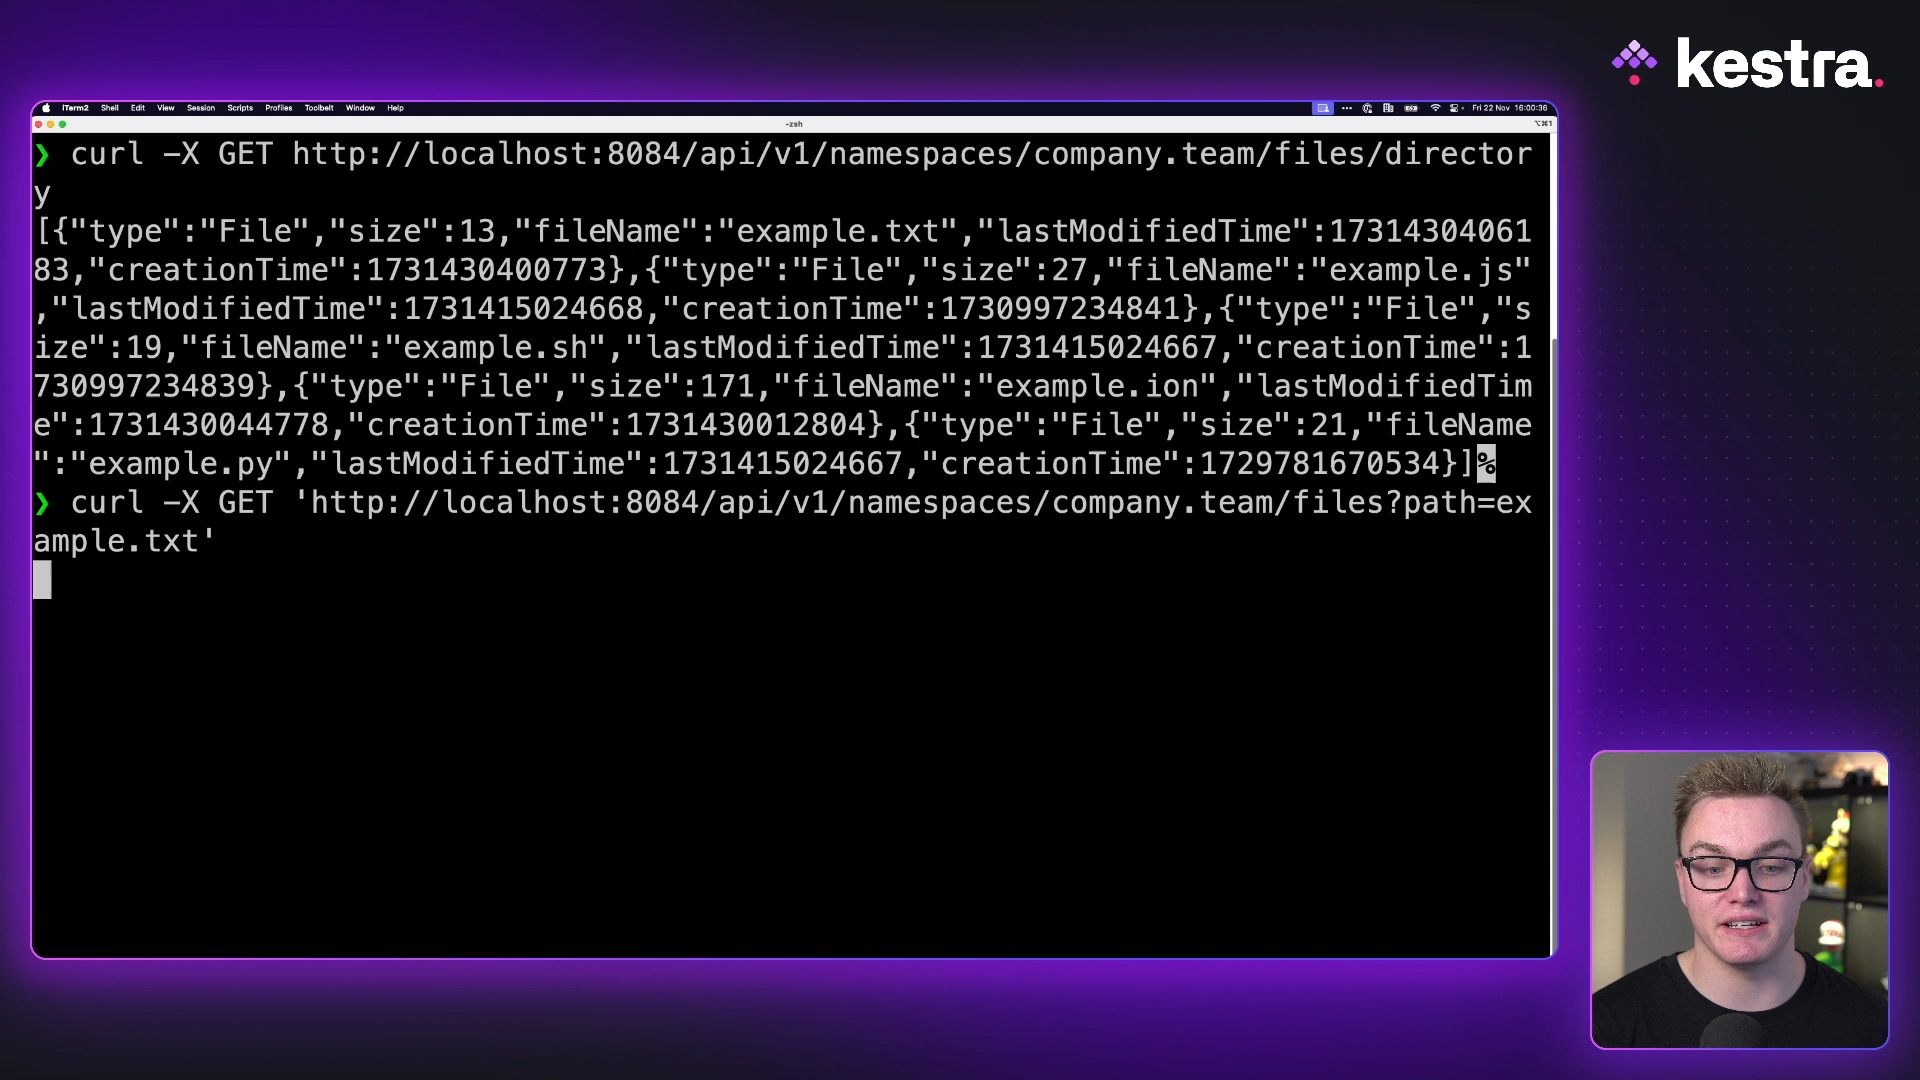 kestra.
iTerm2 Shell Edit View Session Scripts Profiles Toolbelt Window Help
Fri 22 Nov 16:00:36
-zsh
⌥⌘1
❯ curl -X GET http://localhost:8084/api/v1/namespaces/company.team/files/director
y
[{"type":"File","size":13,"fileName":"example.txt","lastModifiedTime":17314304061
83,"creationTime":1731430400773},{"type":"File","size":27,"fileName":"example.js"
,"lastModifiedTime":1731415024668,"creationTime":1730997234841},{"type":"File","s
ize":19,"fileName":"example.sh","lastModifiedTime":1731415024667,"creationTime":1
730997234839},{"type":"File","size":171,"fileName":"example.ion","lastModifiedTim
e":1731430044778,"creationTime":1731430012804},{"type":"File","size":21,"fileName
":"example.py","lastModifiedTime":1731415024667,"creationTime":1729781670534}]%
❯ curl -X GET 'http://localhost:8084/api/v1/namespaces/company.team/files?path=ex
ample.txt'